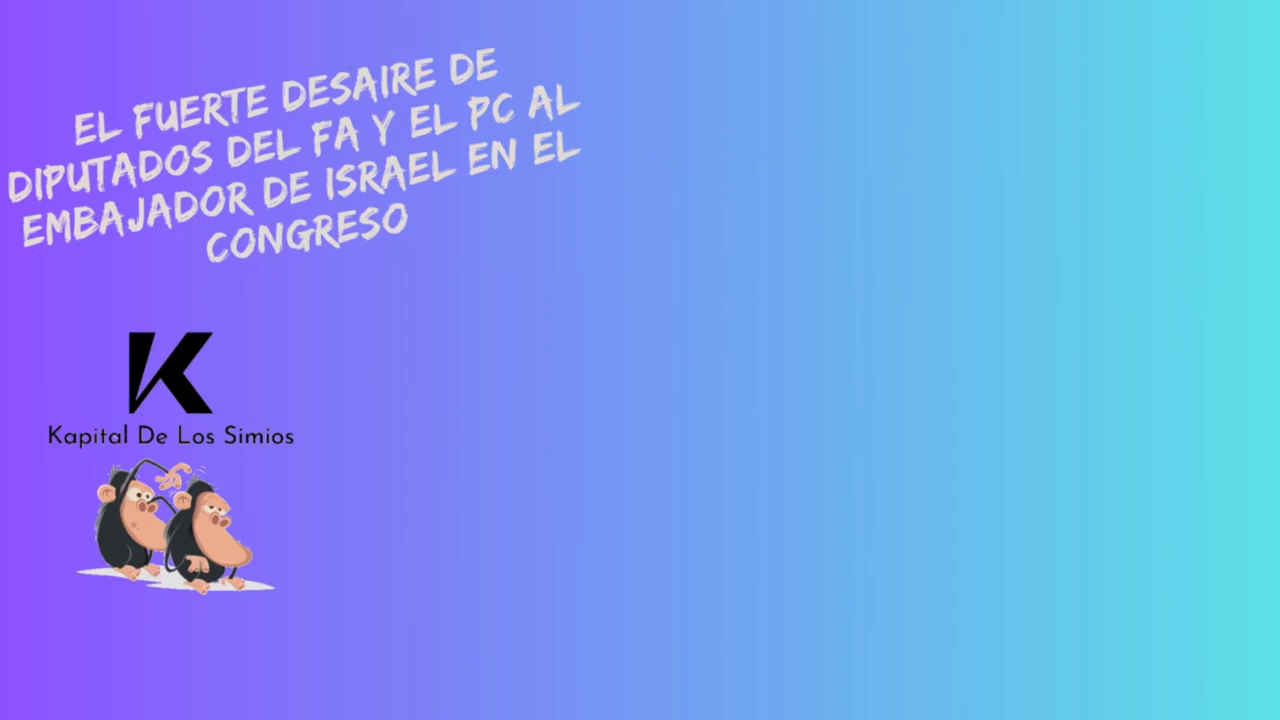 EL FUERTE DESAIRE DE
DIPUTADOS DEL FA Y EL PC AL
EMBAJADOR DE ISRAEL EN EL
CONGRESO
K
Kapital De Los Simios